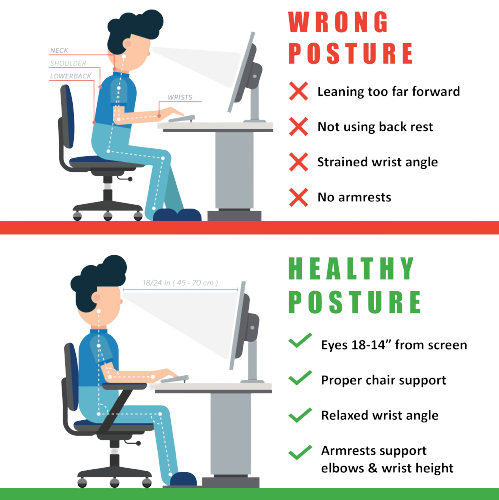 WRONG
POSTURE
NECK
SHOULDER
LOWERBACK
WRISTS
Leaning too far forward
Not using back rest
Strained wrist angle
No armrests
HEALTHY
POSTURE
18/24 in ( 45 - 70 cm )
Eyes 18-14” from screen
Proper chair support
Relaxed wrist angle
Armrests support
elbows & wrist height